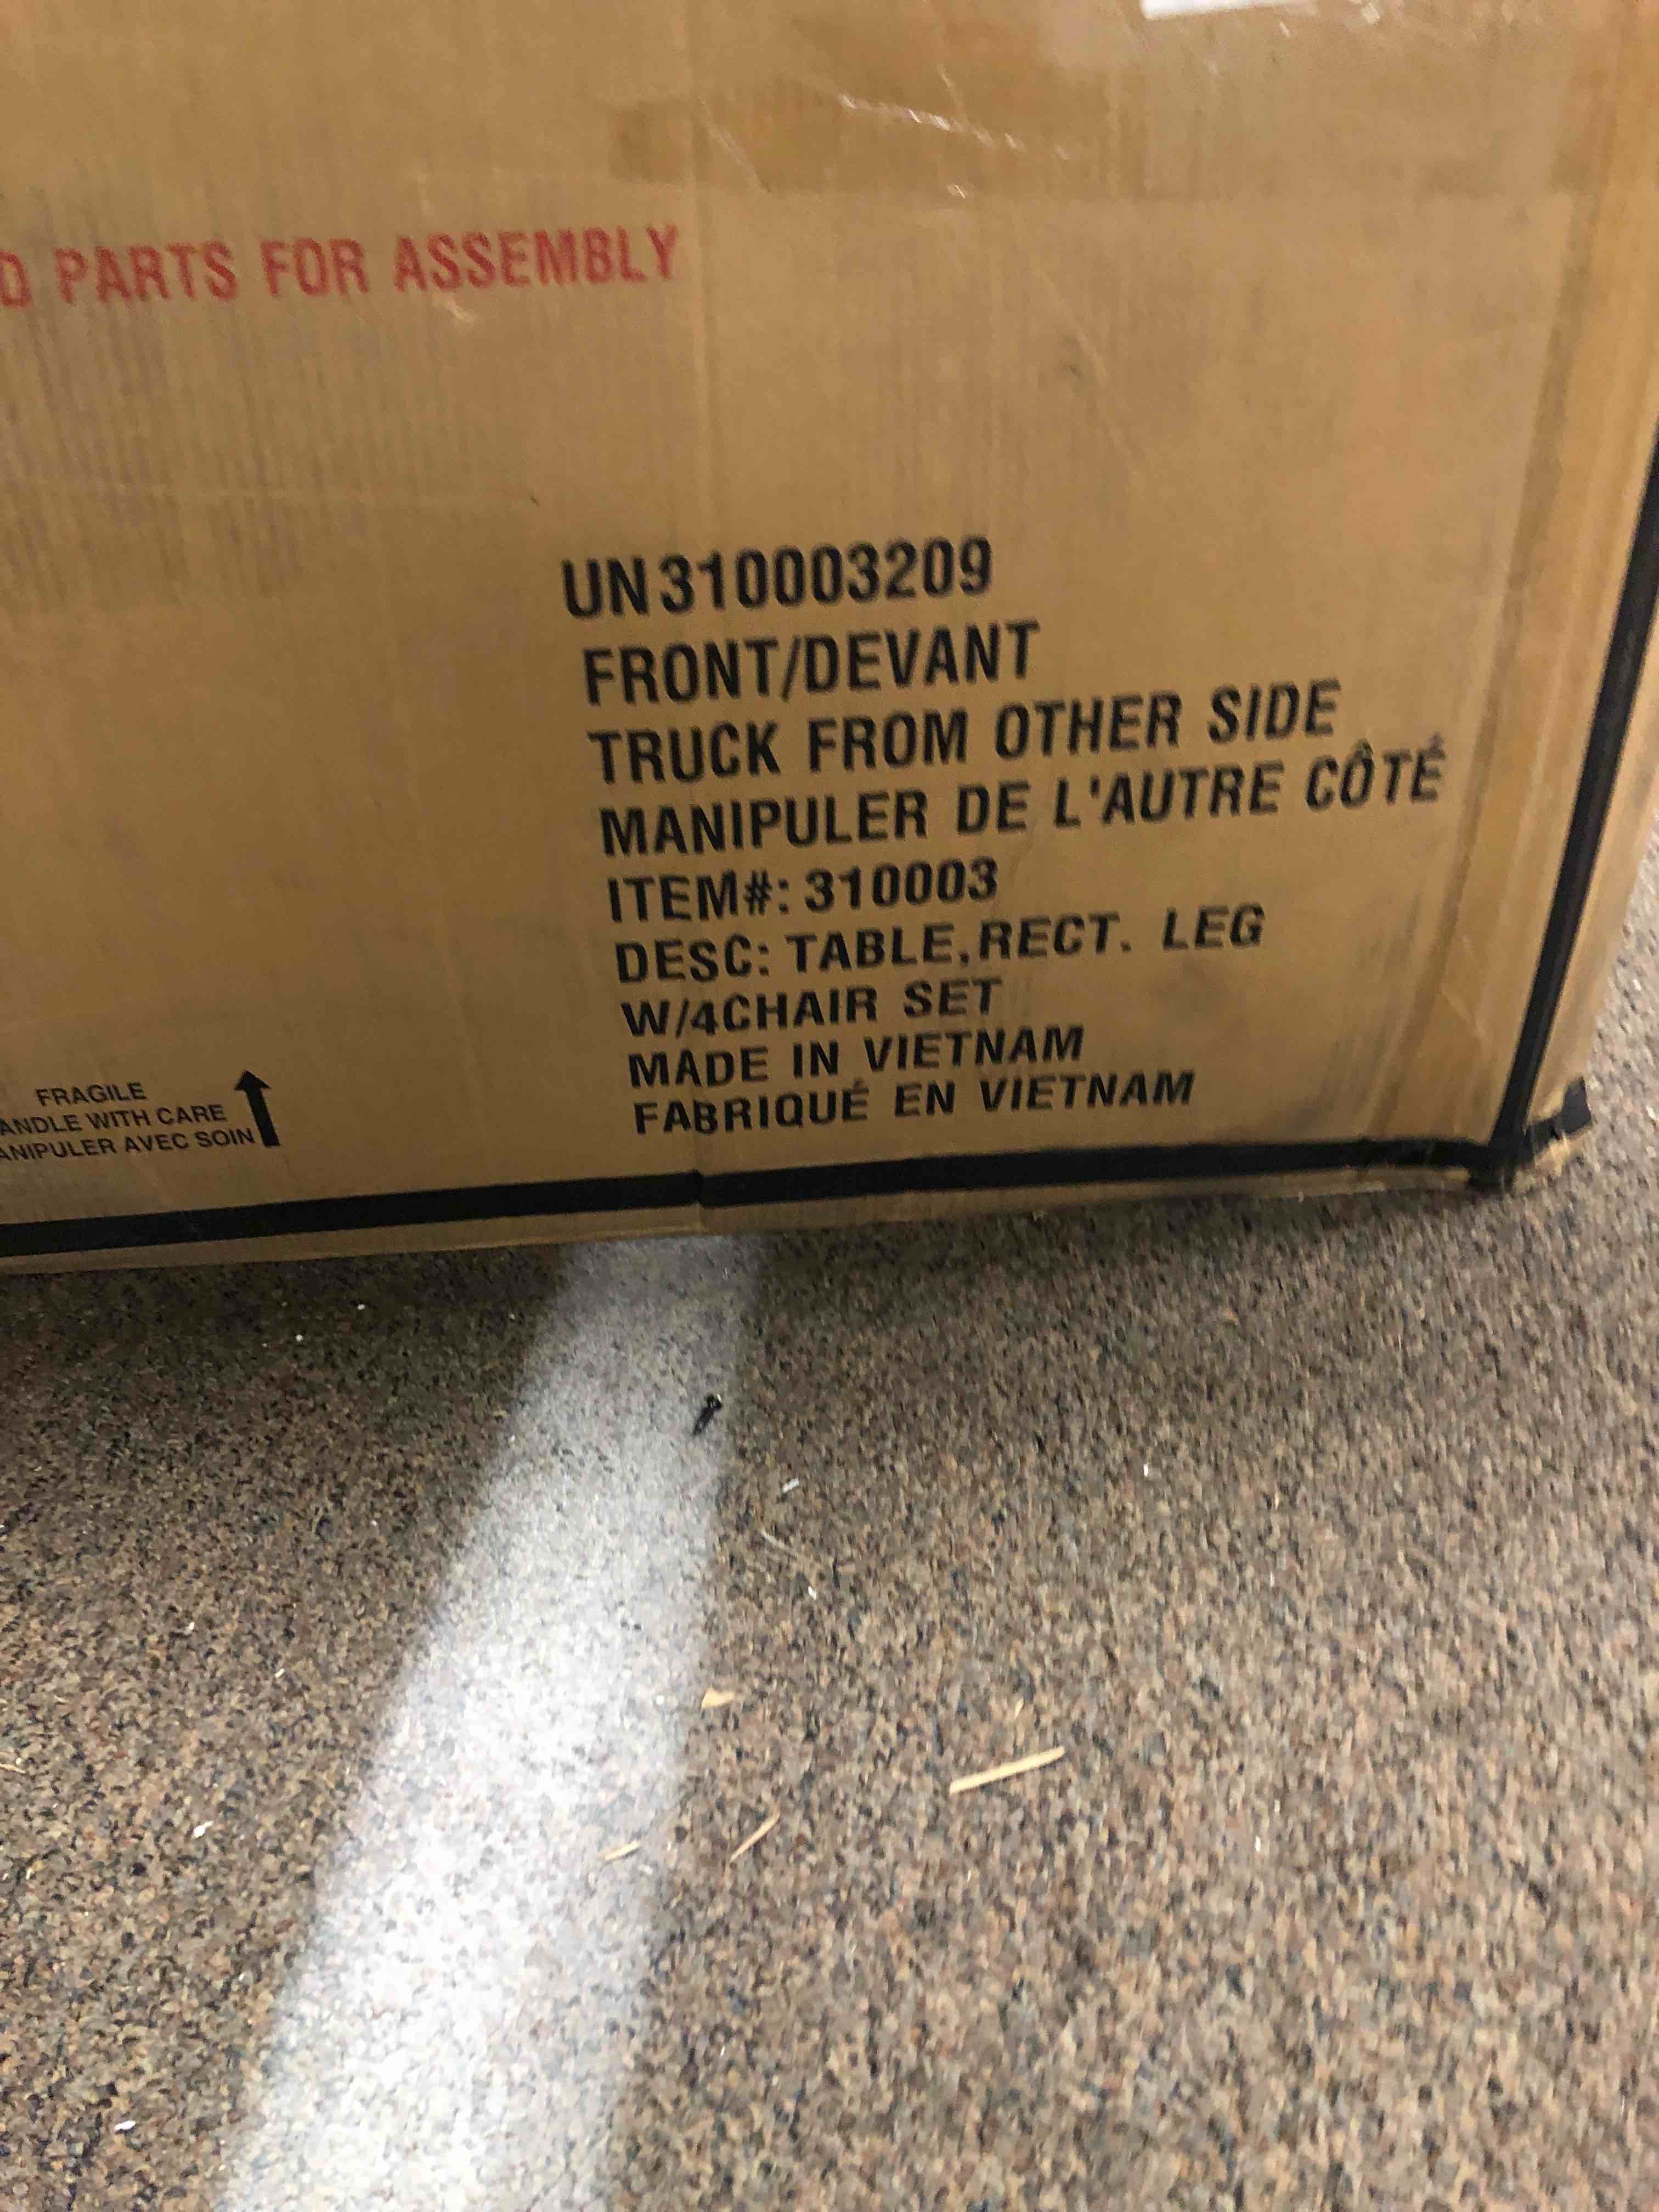 PARTS FOR ASSEMBLY
UN310003209
FRONT/DEVANT
TRUCK FROM OTHER SIDE
MANIPULER DE L'AUTRE CÔTÉ
ITEM#: 310003
DESC: TABLE,RECT. LEG
W/4CHAIR SET
MADE IN VIETNAM
FABRIQUÉ EN VIETNAM
FRAGILE
ANDLE WITH CARE
ANIPULER AVEC SOIN